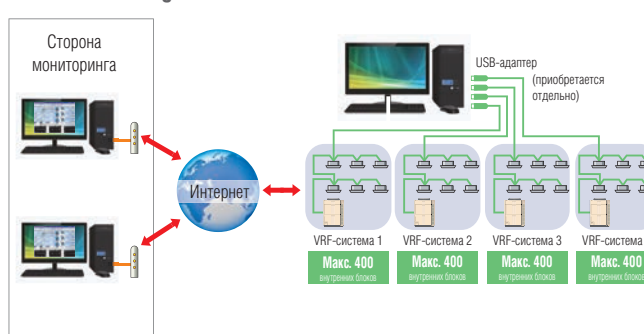 Сторона
мониторинга
USB-адаптер
(приобретается
отдельно)
Интернет
VRF-система 1
VRF-система 2
VRF-система 3
VRF-система
Макс. 400
внутренних блоков
Макс. 400
внутренних блоков
Макс. 400
внутренних блоков
Макс. 400
внутренних блоков